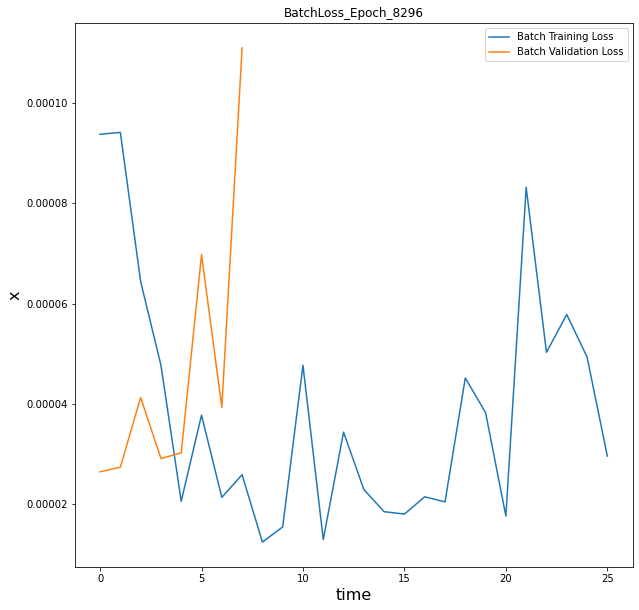 BatchLoss_Epoch_8296
Batch Training Loss
Batch Validation Loss
0.00010
0.00008
0.00006
0.00004
0.00002
x
0 5 10 15 20 25
time